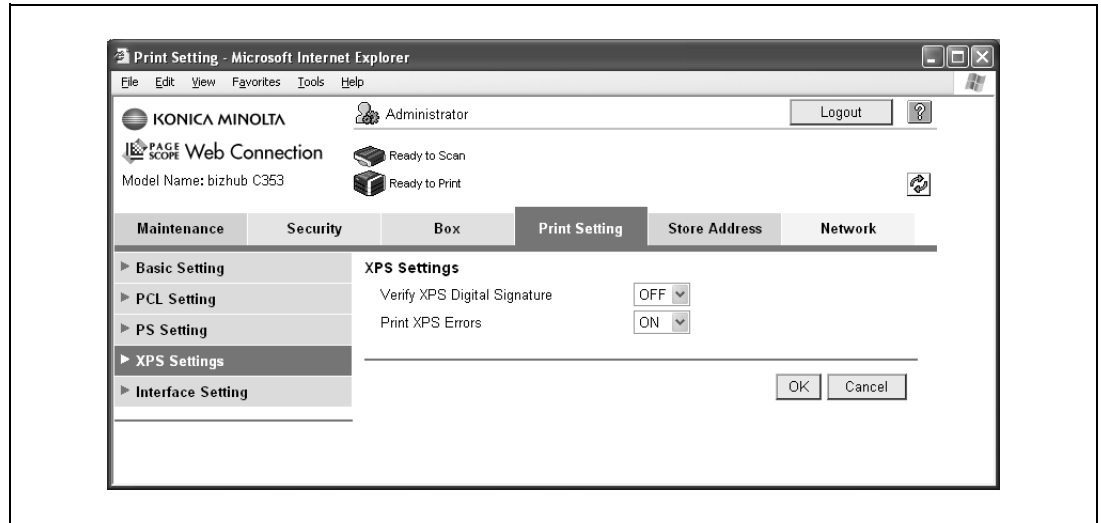 Print Setting - Microsoft Internet Explorer
File Edit View Favorites Tools Help
KONICA MINOLTA
Administrator
Logout
?
PAGE SCOPE Web Connection
Ready to Scan
Model Name: bizhub C353
Ready to Print
Maintenance Security Box Print Setting Store Address Network
Basic Setting
PCL Setting
PS Setting
XPS Settings
Interface Setting
XPS Settings
Verify XPS Digital Signature OFF
Print XPS Errors ON
OK Cancel